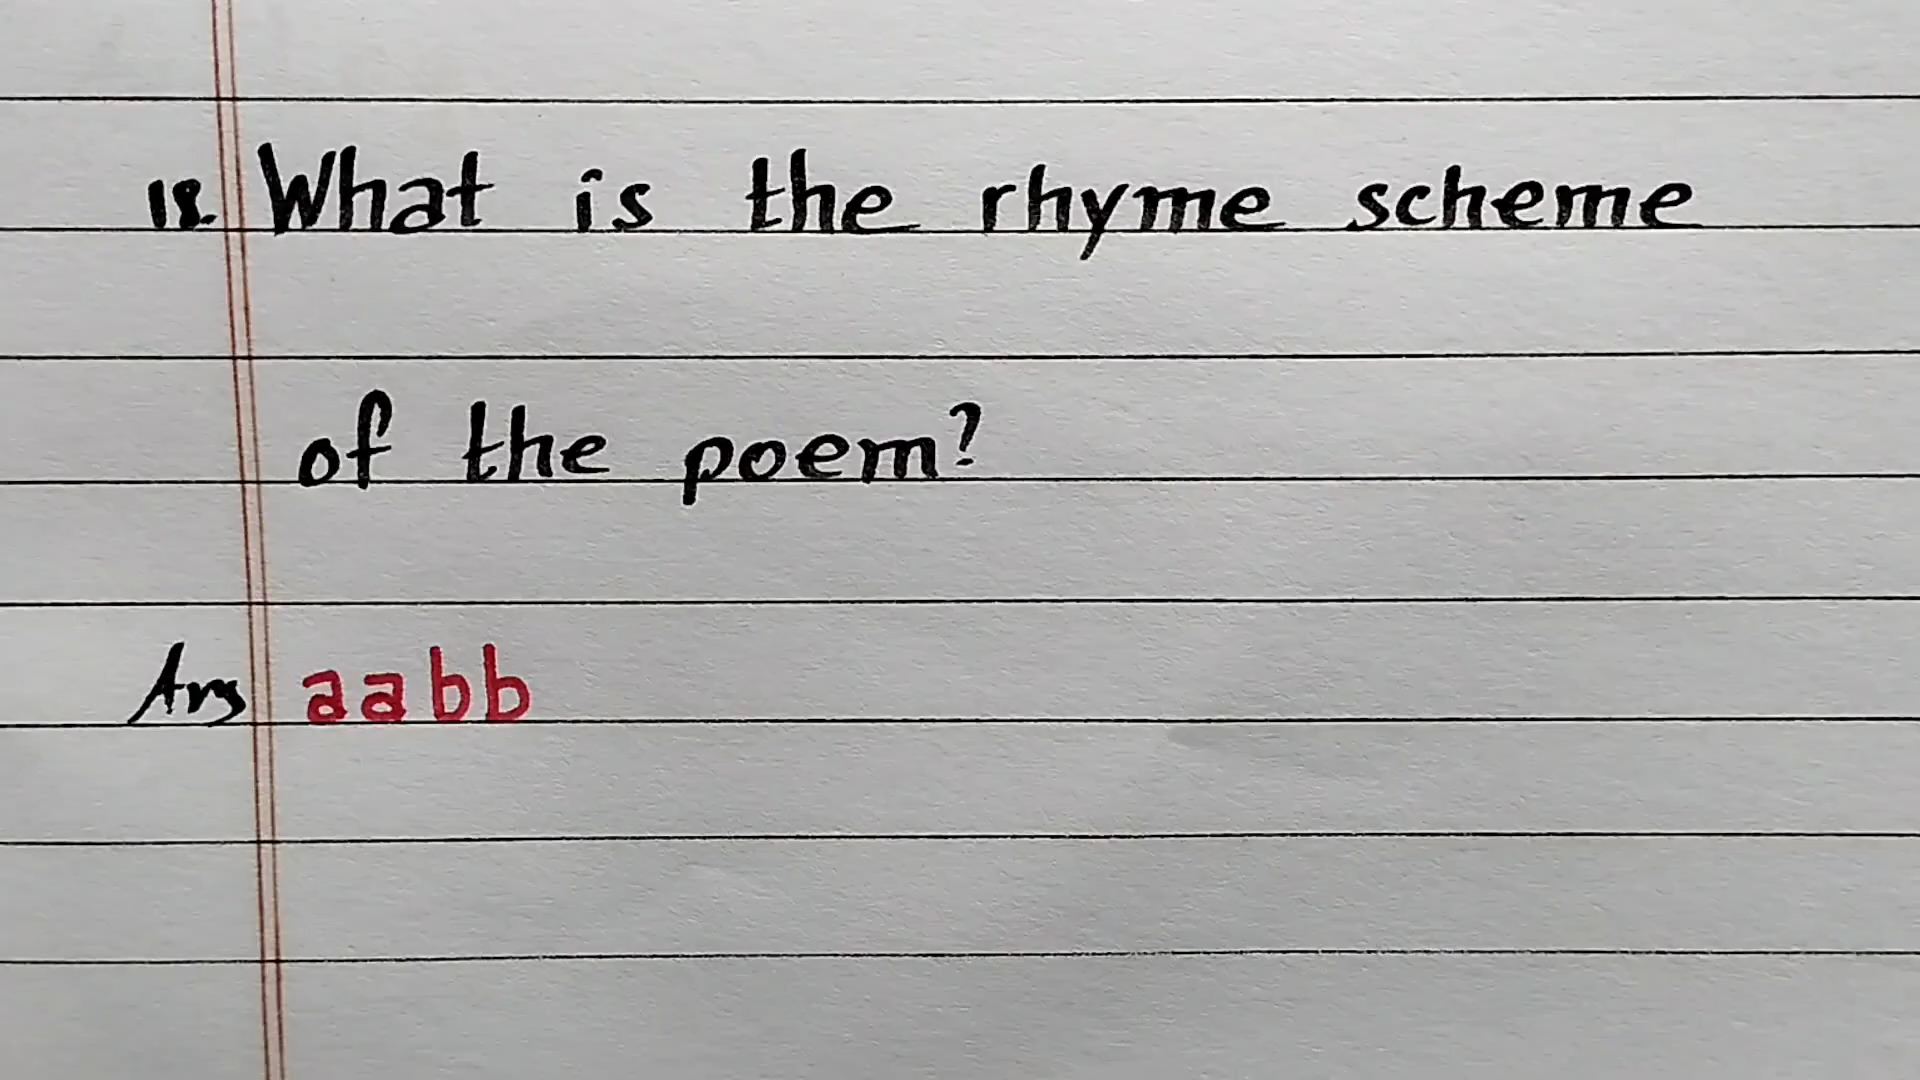 18. What is the rhyme scheme
of the poem?
Ans aabb